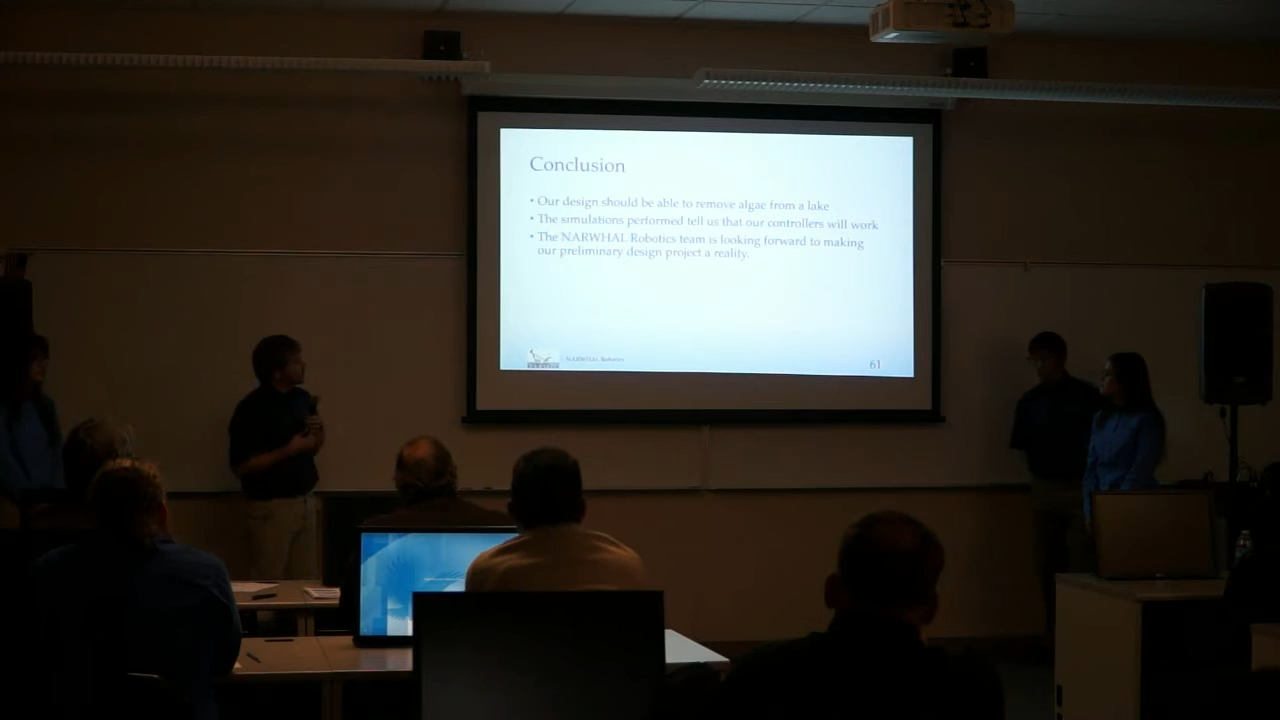 Conclusion
• Our design should be able to remove algae from a lake
• The simulations performed tell us that our controllers will work
• The NARWHAL Robotics team is looking forward to making
our preliminary design project a reality.
NARWHAL Robotics
61